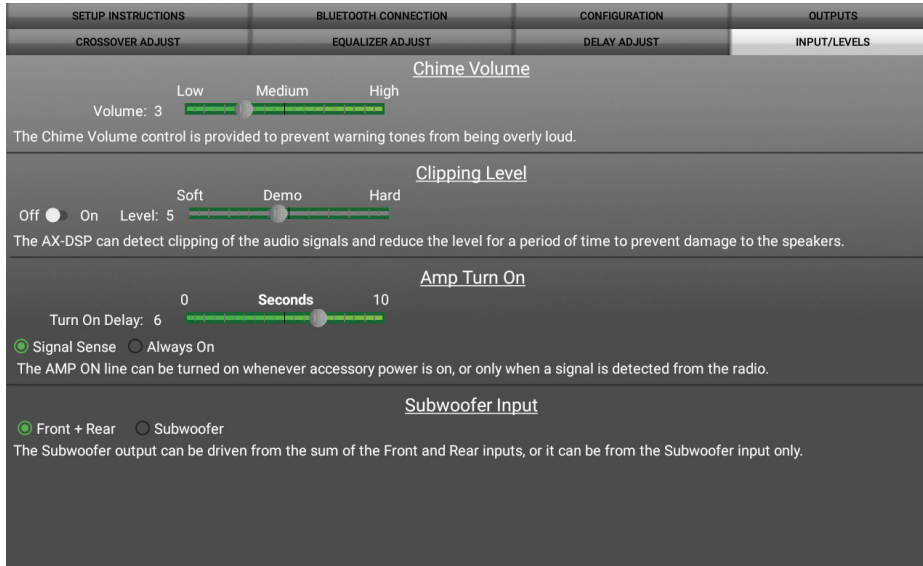 SETUP INSTRUCTIONS BLUETOOTH CONNECTION CONFIGURATION OUTPUTS
CROSSOVER ADJUST EQUALIZER ADJUST DELAY ADJUST INPUT/LEVELS
Chime Volume
Low Medium High
Volume: 3
The Chime Volume control is provided to prevent warning tones from being overly loud.
Clipping Level
Soft Demo Hard
Off On Level: 5
The AX-DSP can detect clipping of the audio signals and reduce the level for a period of time to prevent damage to the speakers.
Amp Turn On
0 Seconds 10
Turn On Delay: 6
Signal Sense Always On
The AMP ON line can be turned on whenever accessory power is on, or only when a signal is detected from the radio.
Subwoofer Input
Front + Rear Subwoofer
The Subwoofer output can be driven from the sum of the Front and Rear inputs, or it can be from the Subwoofer input only.